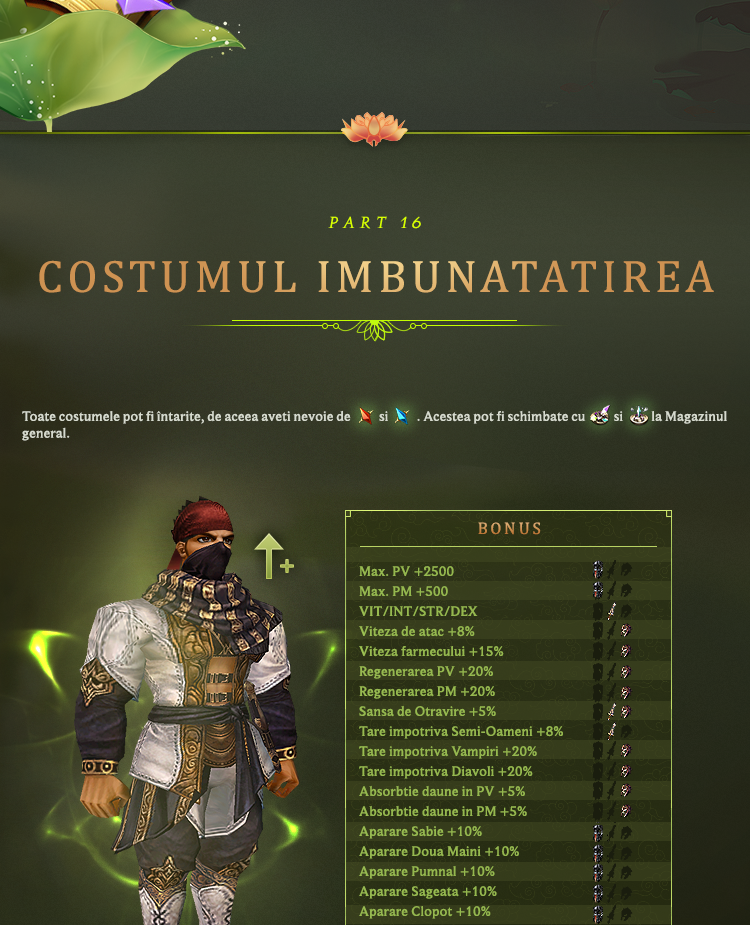 PART 16
COSTUMUL IMBUNATATIREA
Toate costumele pot fi întarite, de aceea aveti nevoie de si . Acestea pot fi schimbate cu si la Magazinul
general.
BONUS
Max. PV +2500
Max. PM +500
VIT/INT/STR/DEX
Viteza de atac +8%
Viteza farmecului +15%
Regenerarea PV +20%
Regenerarea PM +20%
Sansa de Otravire +5%
Tare impotriva Semi-Oameni +8%
Tare impotriva Vampiri +20%
Tare impotriva Diavoli +20%
Absorbtie daune in PV +5%
Absorbtie daune in PM +5%
Aparare Sabie +10%
Aparare Doua Maini +10%
Aparare Pumnal +10%
Aparare Sageata +10%
Aparare Clopot +10%